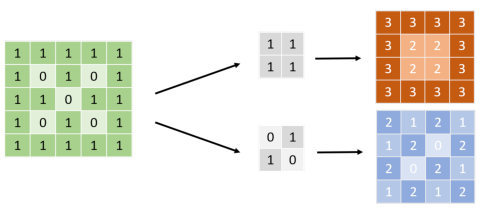 1 1 1 1 1
1 0 1 0 1
1 1 0 1 1
1 0 1 0 1
1 1 1 1 1
1 1
1 1
3 3 3 3
3 2 2 3
3 2 2 3
3 3 3 3
0 1
1 0
2 1 2 1
1 2 0 2
2 0 2 1
1 2 1 2